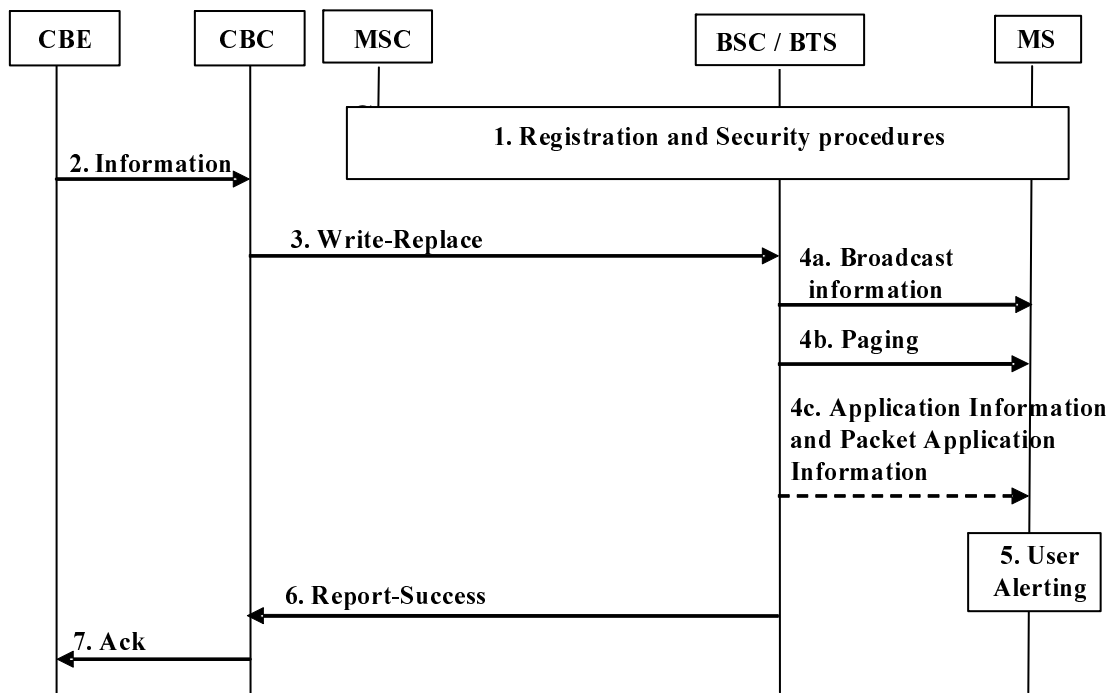 CBE
CBC
MSC
BSC / BTS
MS
1. Registration and Security procedures
2. Information
3. Write-Replace
4a. Broadcast
information
4b. Paging
4c. Application Information
and Packet Application
Information
5. User
Alerting
6. Report-Success
7. Ack